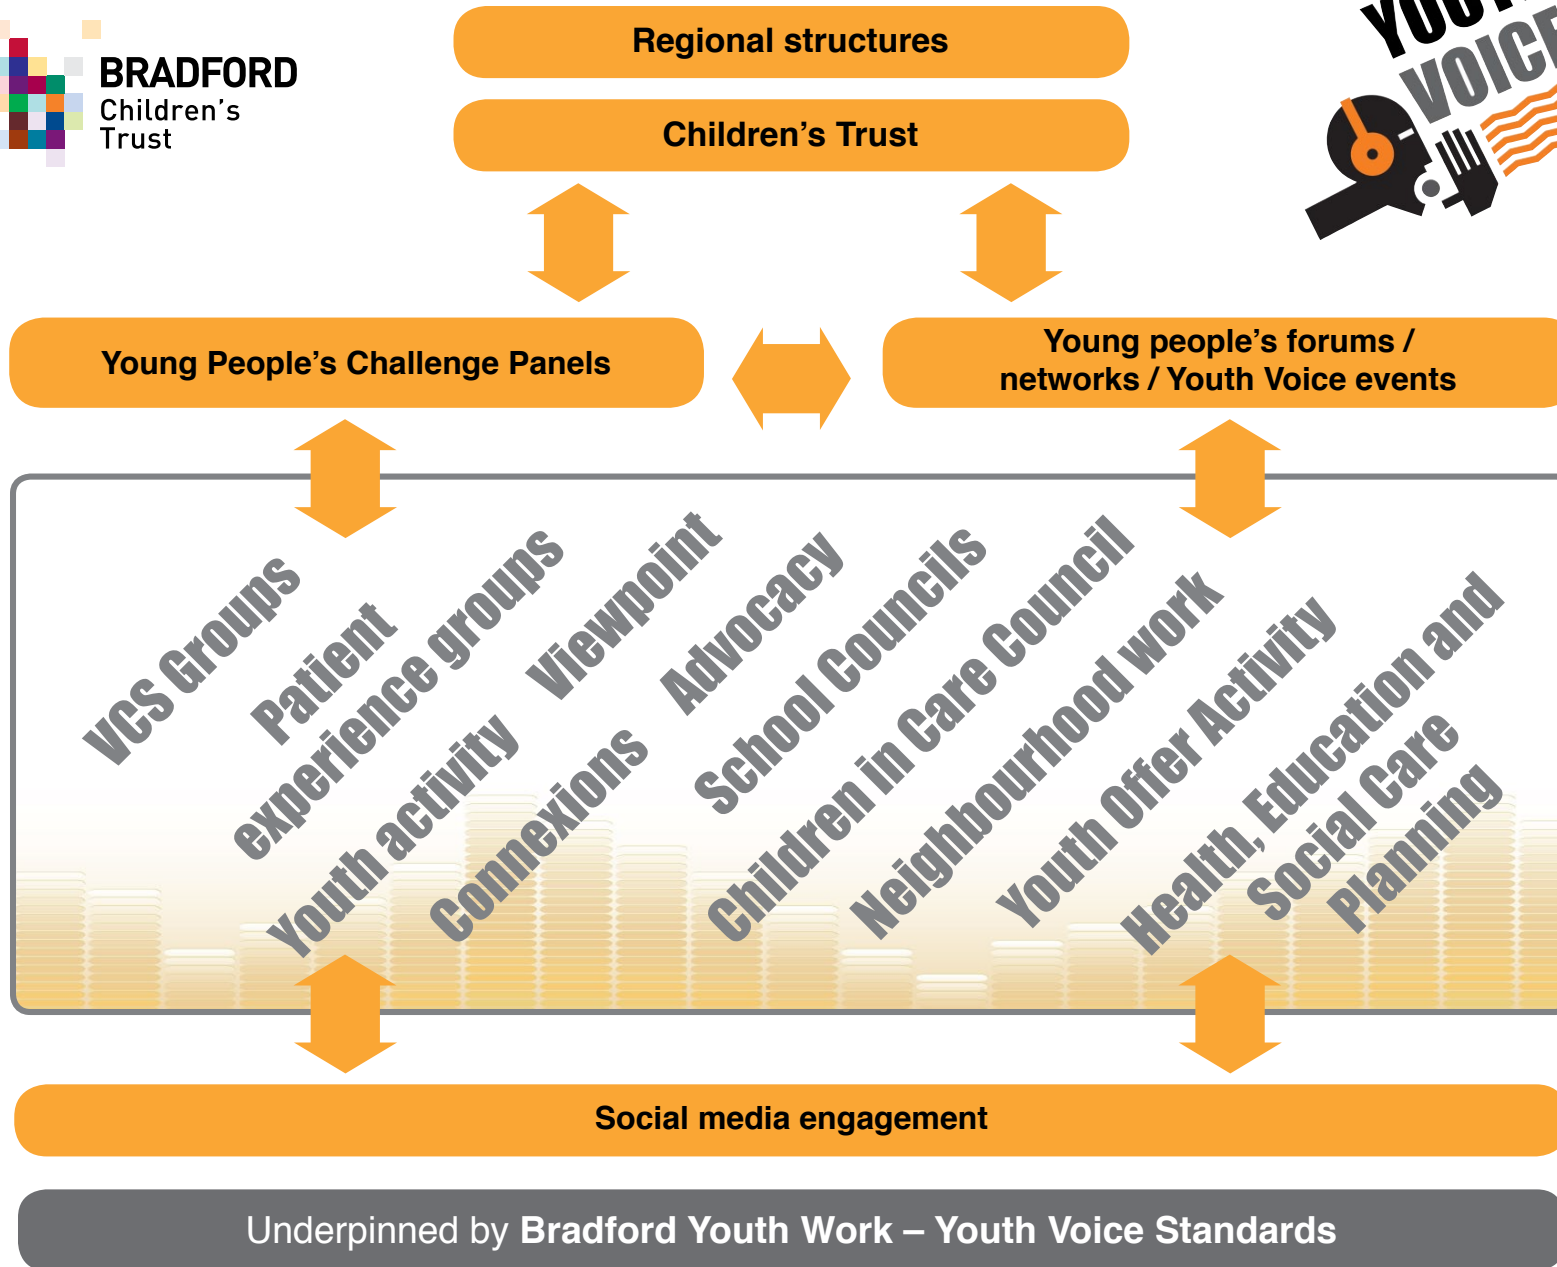 BRADFORD
Children's
Trust
Regional structures
Children's Trust
VOICE
Young People's Challenge Panels
Young people's forums /
networks / Youth Voice events
VCS Groups
Patient
experience groups
Viewpoint
Advocacy
School Councils
Youth activity
Connexions
Children in Care Council
Neighbourhood work
Youth Offer Activity
Health, Education and
Social Care
Planning
Social media engagement
Underpinned by Bradford Youth Work – Youth Voice Standards